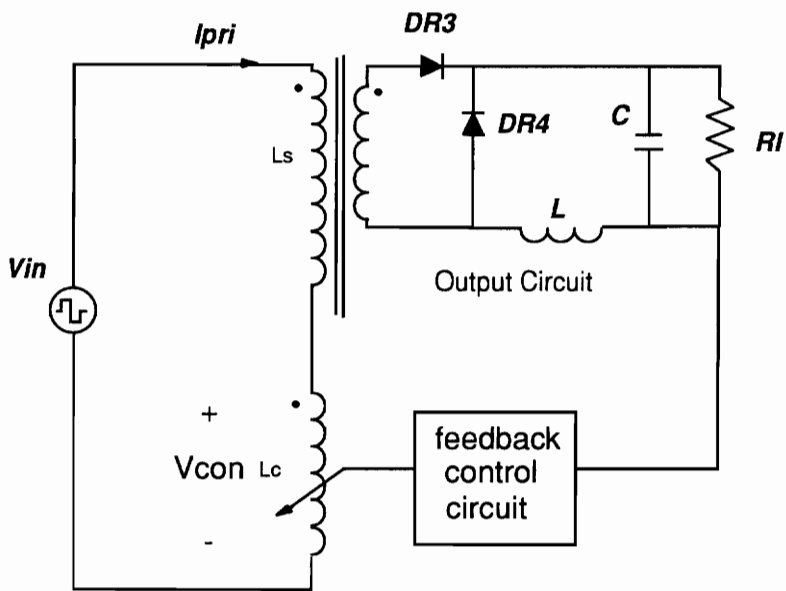 Ipri
DR3
DR4
C
Rl
Ls
L
Vin
Output Circuit
+
Vcon Lc
-
feedback
control
circuit